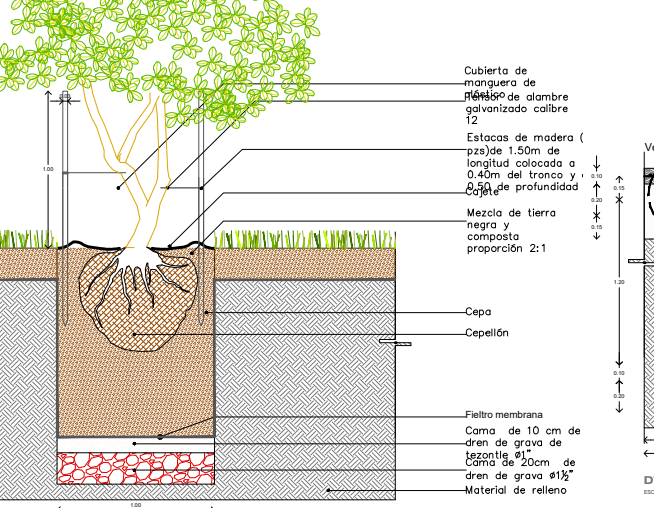 Cubierta de
manguera de
plástico
Tensor de alambre
galvanizado calibre
12
Estacas de madera (
pzs)de 1.50m de
longitud colocada a
0.40m del tronco y
0.50 de profundidad
Cajete
Mezcla de tierra
negra y
composta
proporción 2:1
Cepa
Cepellón
Fieltro membrana
Cama de 10 cm de
dren de grava de
tezontle ø1"
Cama de 20cm de
dren de grava ø1½"
Material de relleno
1.00
1.00
0.10
0.15
0.20
0.15
1.20
0.10
0.20